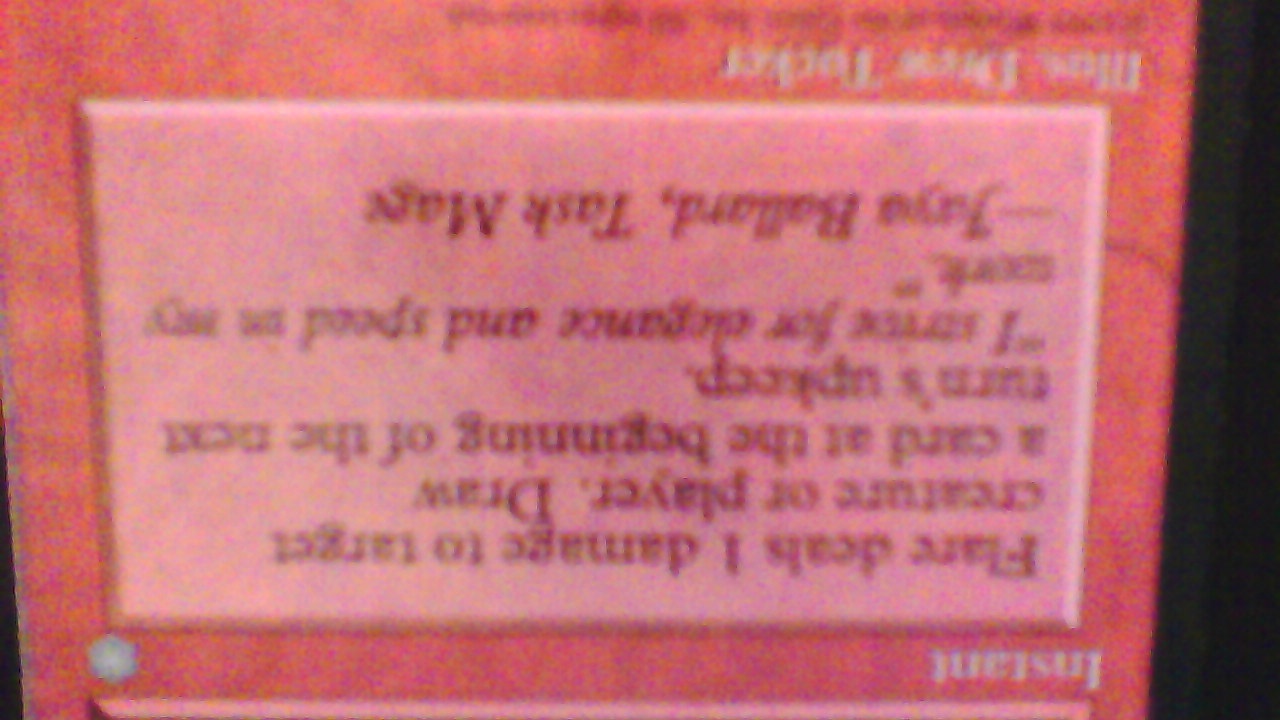 Instant
Flare deals 1 damage to target
creature or player. Draw
a card at the beginning of the next
turn's upkeep.
"I strive for elegance and speed in my
work."
—Jaya Ballard, Task Mage
Illus. Drew Tucker